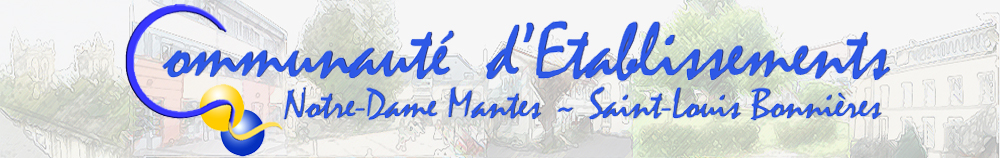 Communauté d'Etablissements
Notre-Dame Mantes ~ Saint-Louis Bonnières